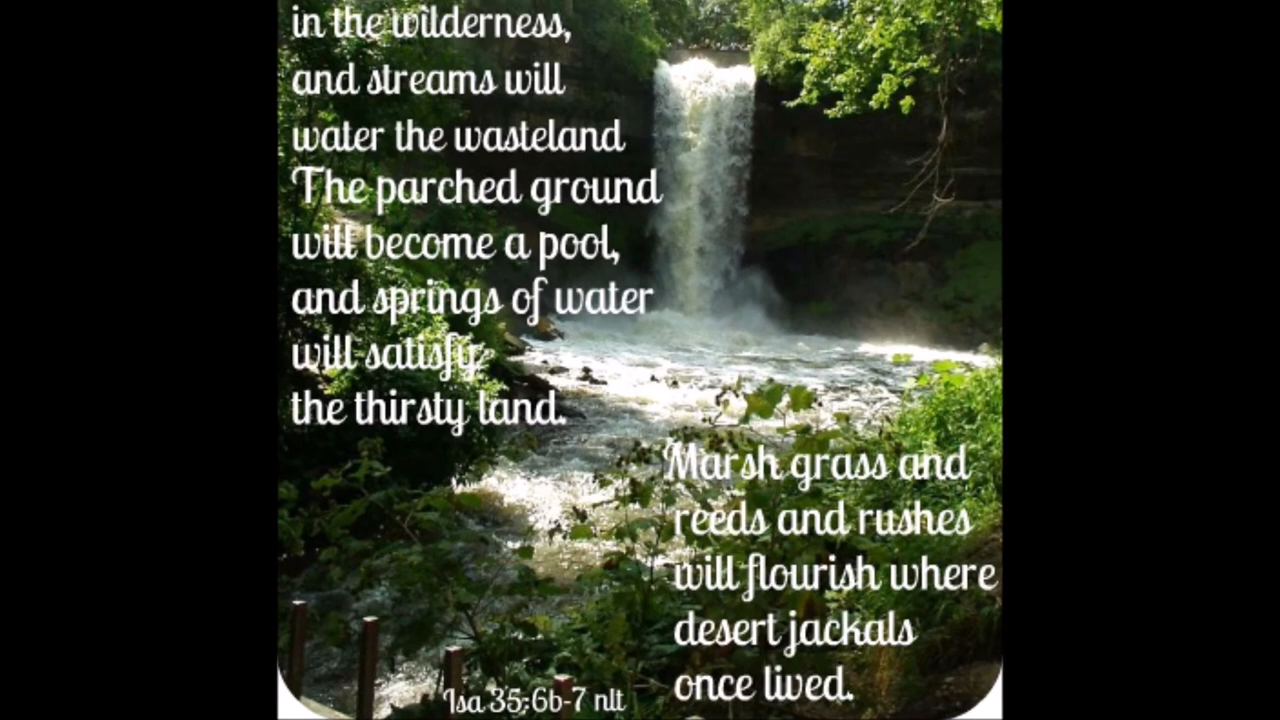 in the wilderness,
and streams will
water the wasteland
The parched ground
will become a pool,
and springs of water
will satisfy
the thirsty land.
Marsh grass and
reeds and rushes
will flourish where
desert jackals
once lived.
Isa 35:6b-7 nlt